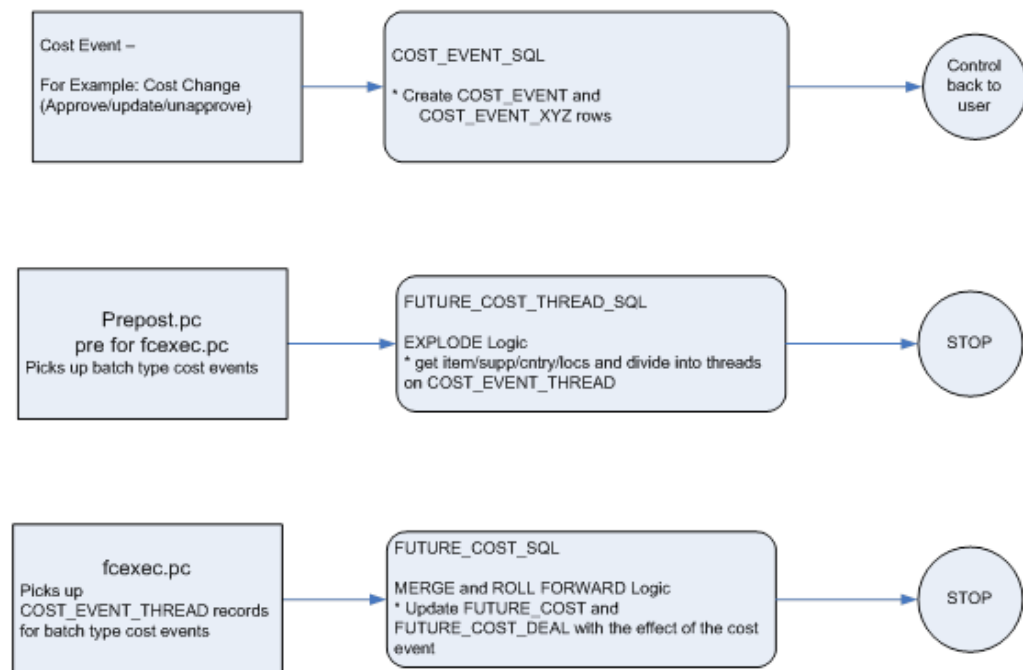 Cost Event –
For Example: Cost Change
(Approve/update/unapprove)
COST_EVENT_SQL
* Create COST_EVENT and
COST_EVENT_XYZ rows
Control
back to
user
Prepost.pc
pre for fcexec.pc
Picks up batch type cost events
FUTURE_COST_THREAD_SQL
EXPLODE Logic
* get item/supp/cntry/locs and divide into threads
on COST_EVENT_THREAD
STOP
fcexec.pc
Picks up
COST_EVENT_THREAD records
for batch type cost events
FUTURE_COST_SQL
MERGE and ROLL FORWARD Logic
* Update FUTURE_COST and
FUTURE_COST_DEAL with the effect of the cost
event
STOP